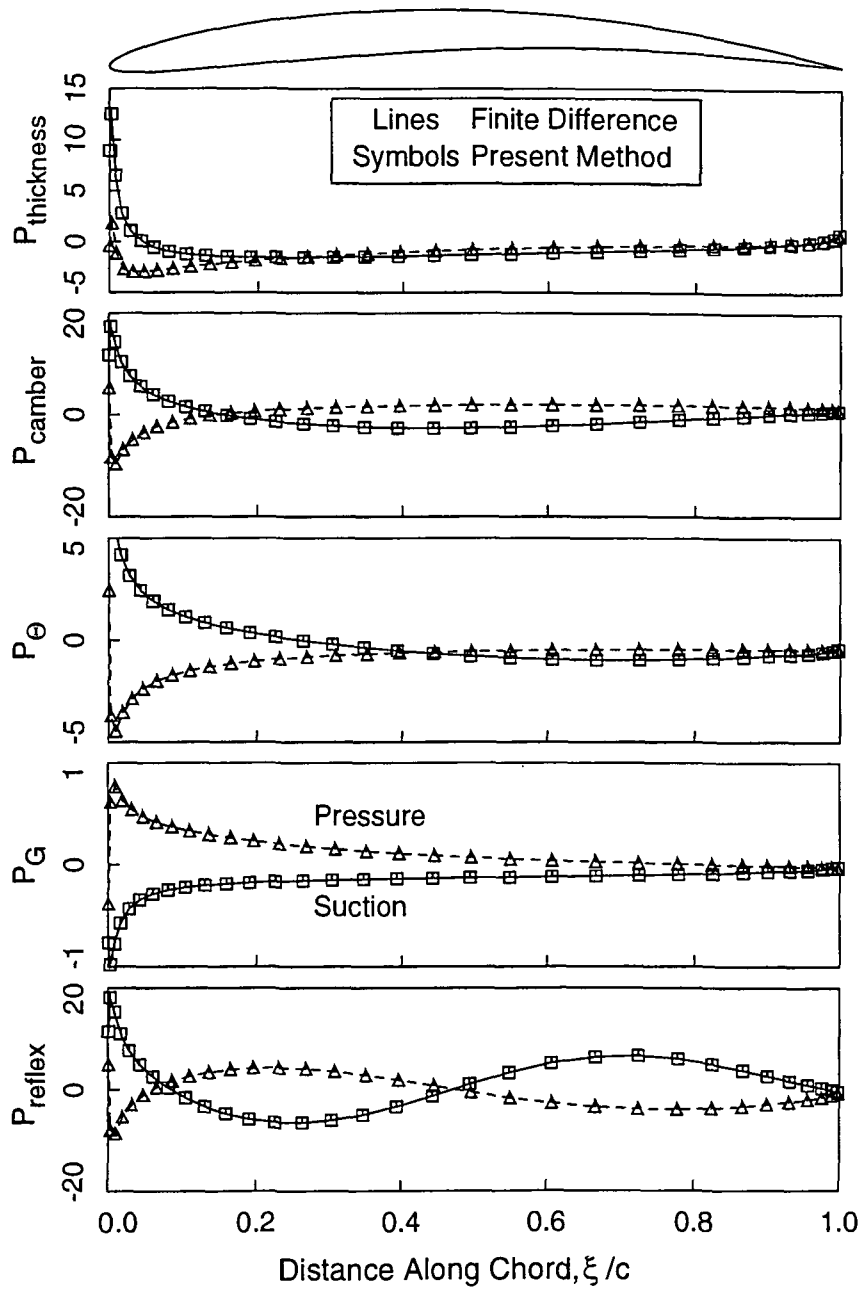 Lines Finite Difference
Symbols Present Method
P_thickness
15
10
5
0
-5
P_camber
20
0
-20
P_Θ
5
0
-5
P_G
1
0
-1
Pressure
Suction
P_reflex
20
0
-20
0.0 0.2 0.4 0.6 0.8 1.0
Distance Along Chord, ξ /c